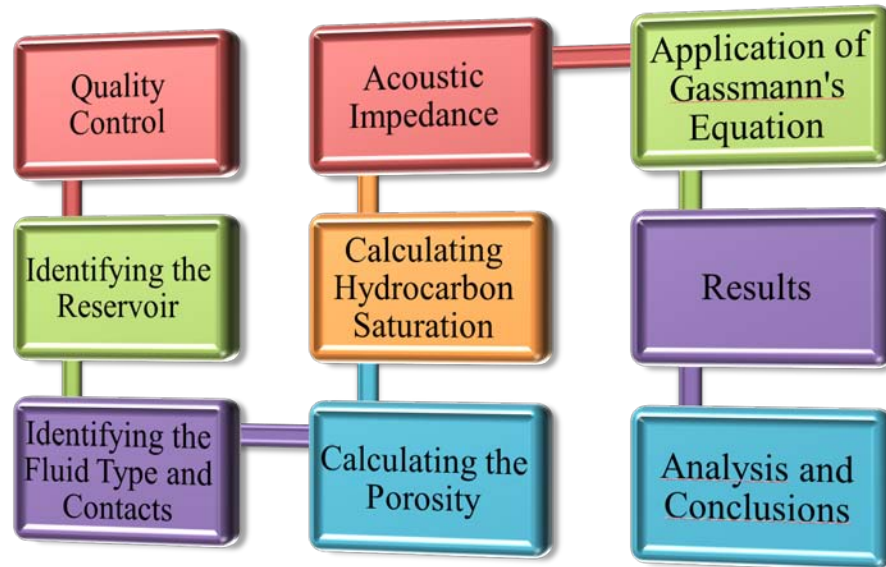 Quality
Control
Identifying the
Reservoir
Identifying the
Fluid Type and
Contacts
Calculating the
Porosity
Calculating
Hydrocarbon
Saturation
Acoustic
Impedance
Application of
Gassmann's
Equation
Results
Analysis and
Conclusions